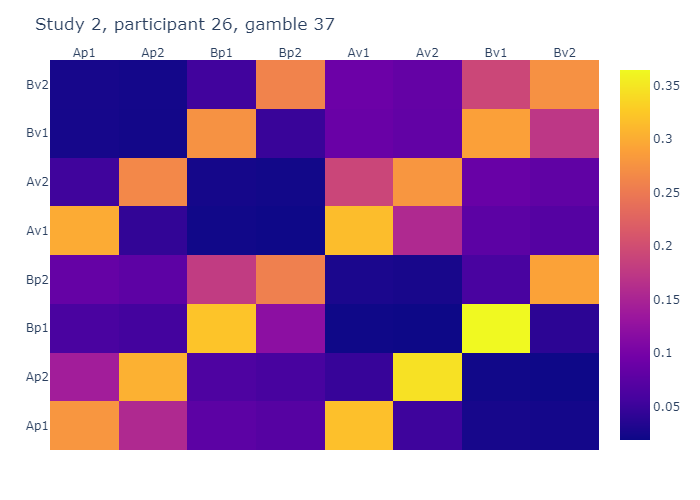 Study 2, participant 26, gamble 37
Ap1 Ap2 Bp1 Bp2 Av1 Av2 Bv1 Bv2
Bv2
Bv1
Av2
Av1
Bp2
Bp1
Ap2
Ap1
0.35
0.3
0.25
0.2
0.15
0.1
0.05